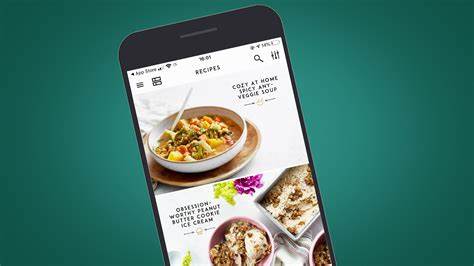 App Store
16:01
14%
RECIPES
COZY AT HOME
SPICY ANY-
VEGGIE SOUP
OBSESSION-
WORTHY PEANUT
BUTTER COOKIE
ICE CREAM